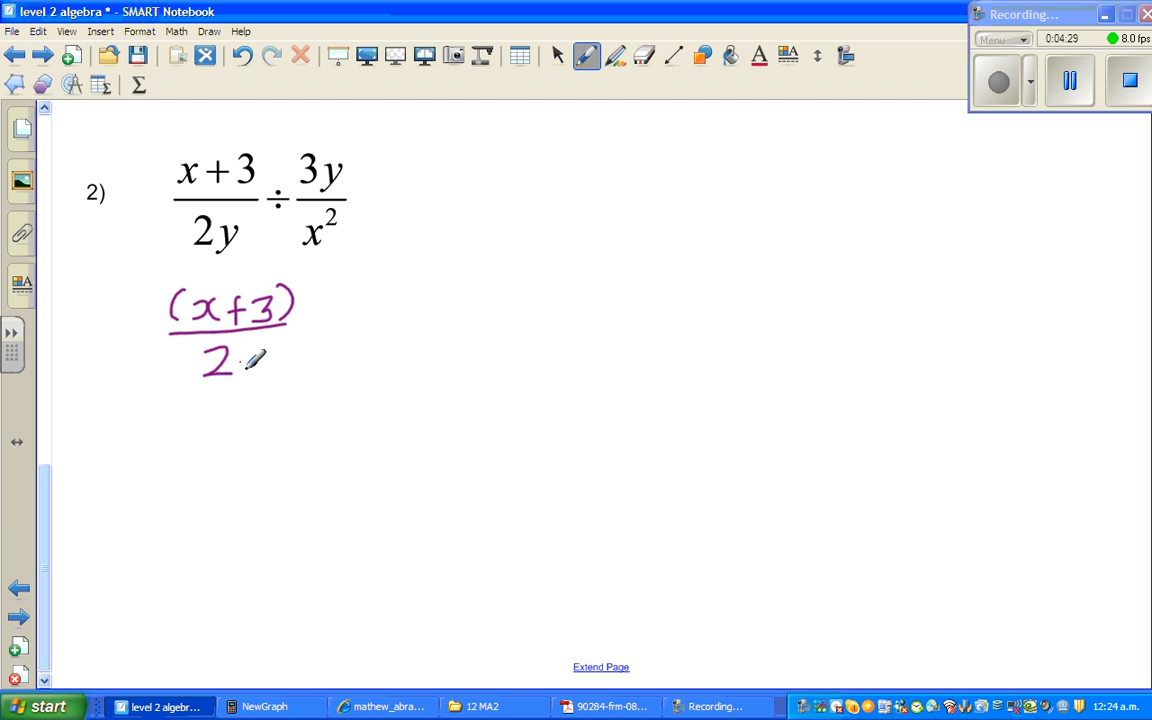 level 2 algebra * - SMART Notebook
Recording...
File Edit View Insert Format Math Draw Help
Menu
0:04:29
8.0 fps
2)
x + 3 3y
÷
2y x²
(x+3)
2
Extend Page
start
level 2 algebr...
NewGraph
mathew_abra...
12 MA2
90284-frm-08...
Recording...
12:24 a.m.